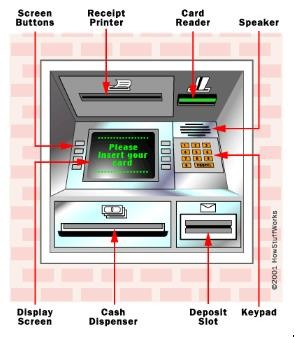 Screen
Buttons
Receipt
Printer
Card
Reader
Speaker
Please
Insert your
card
Display
Screen
Cash
Dispenser
Deposit
Slot
Keypad
©2001 HowStuffWorks